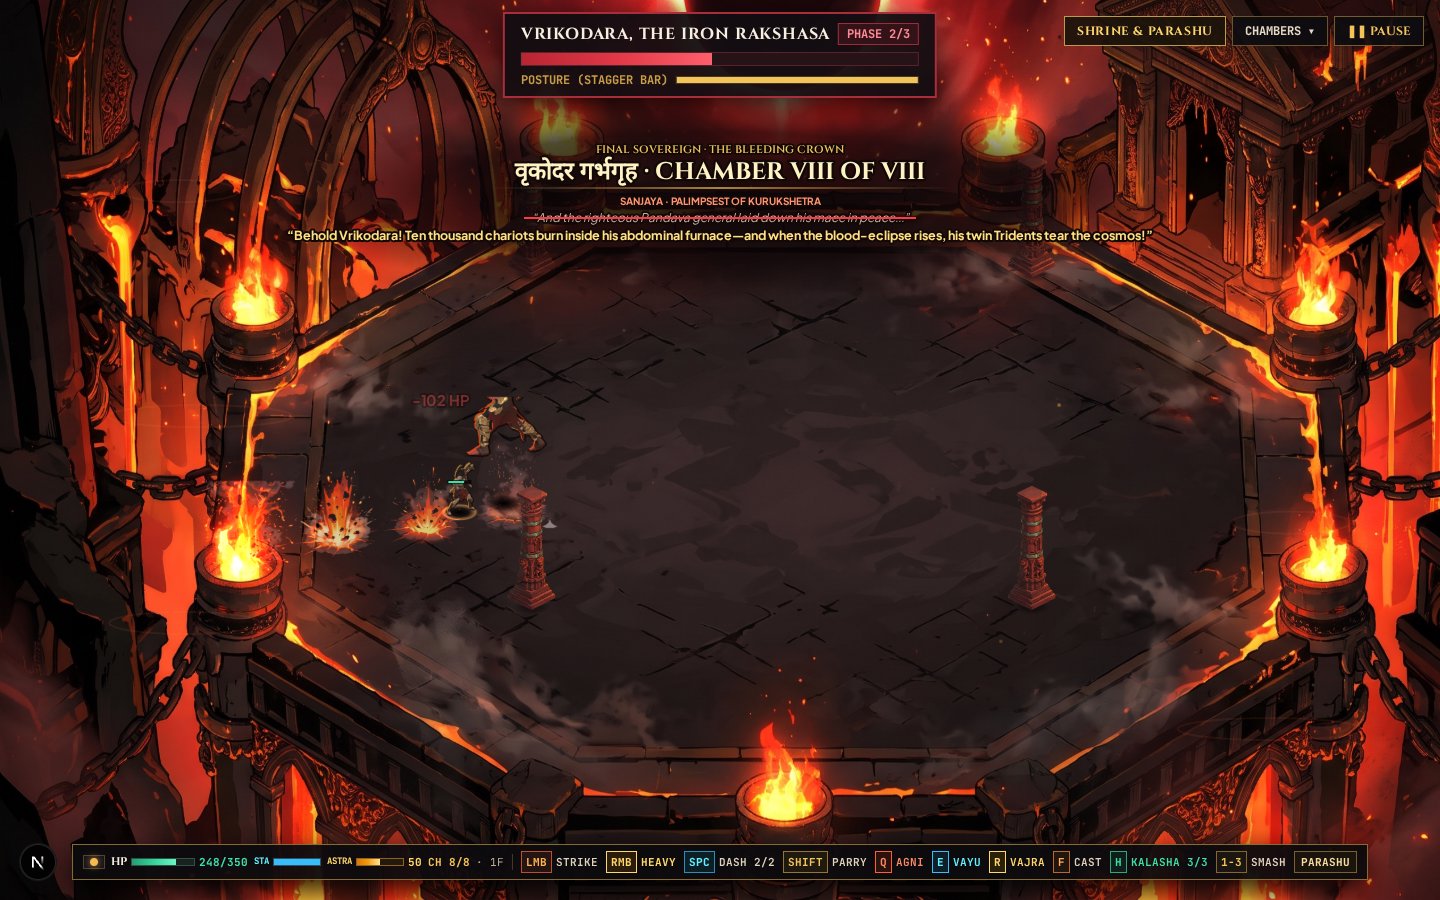 VRIKODARA, THE IRON RAKSHASA PHASE 2/3
POSTURE (STAGGER BAR)
SHRINE & PARASHU CHAMBERS ▾ ❚❚ PAUSE
FINAL SOVEREIGN · THE BLEEDING CROWN
वृकोदर गर्भगृह · CHAMBER VIII OF VIII
SANJAYA · PALIMPSEST OF KURUKSHETRA
"And the righteous Pandava general laid down his mace in peace..."
“Behold Vrikodara! Ten thousand chariots burn inside his abdominal furnace—and when the blood-eclipse rises, his twin Tridents tear the cosmos!”
-102 HP
N
HP 248/350 STA ASTRA 50 CH 8/8 · 1F LMB STRIKE RMB HEAVY SPC DASH 2/2 SHIFT PARRY Q AGNI E VAYU R VAJRA F CAST H KALASHA 3/3 1-3 SMASH PARASHU